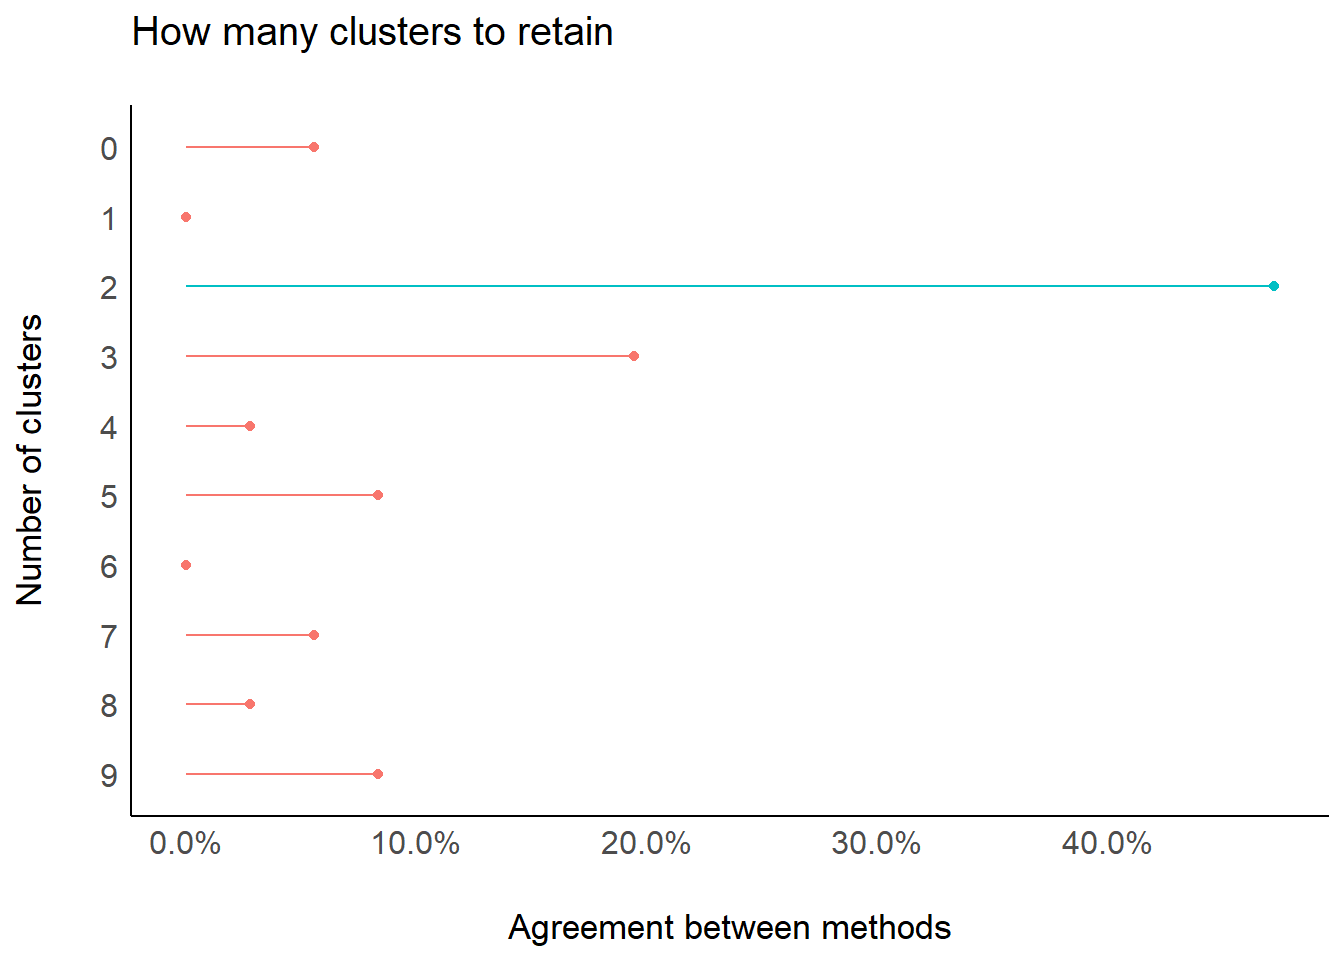 How many clusters to retain
Number of clusters
0
1
2
3
4
5
6
7
8
9
0.0% 10.0% 20.0% 30.0% 40.0%
Agreement between methods